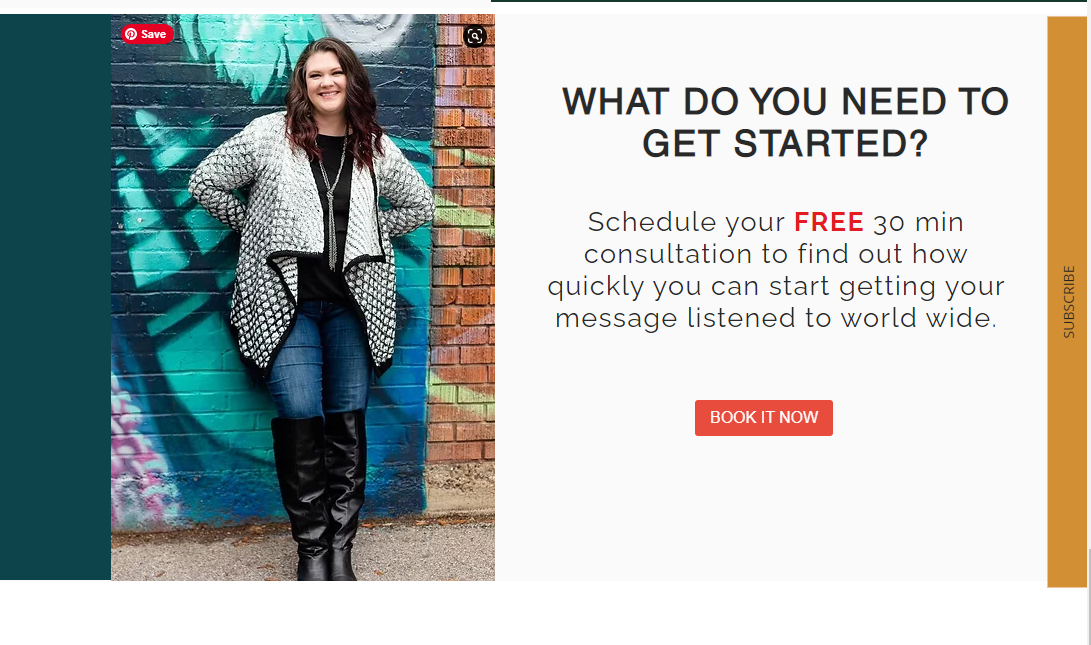 Save
WHAT DO YOU NEED TO
GET STARTED?
Schedule your FREE 30 min
consultation to find out how
quickly you can start getting your
message listened to world wide.
BOOK IT NOW
SUBSCRIBE